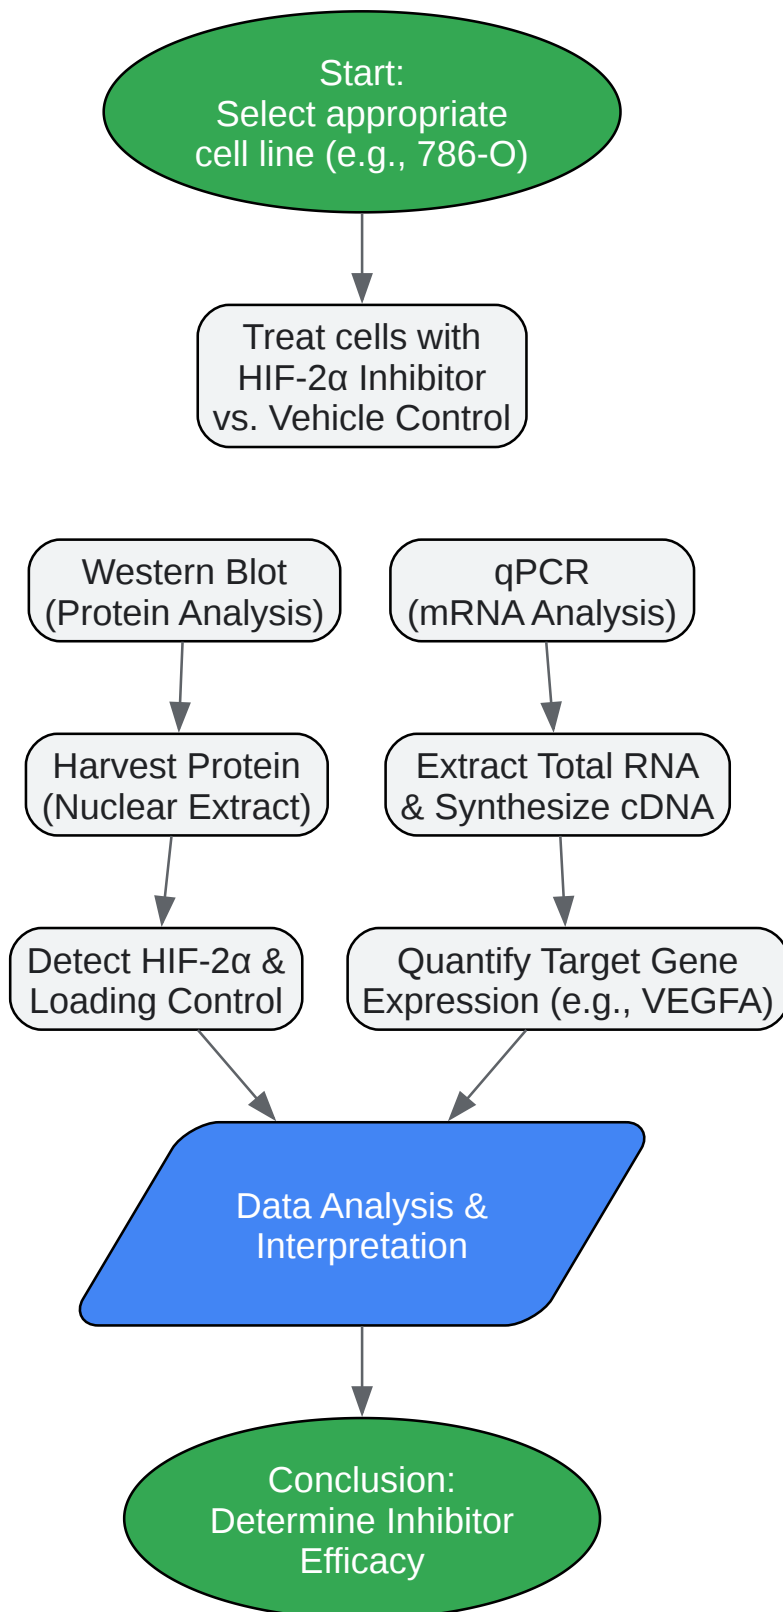 Start:
Select appropriate
cell line (e.g., 786-O)
Treat cells with
HIF-2α Inhibitor
vs. Vehicle Control
Western Blot
(Protein Analysis)
qPCR
(mRNA Analysis)
Harvest Protein
(Nuclear Extract)
Extract Total RNA
& Synthesize cDNA
Detect HIF-2α &
Loading Control
Quantify Target Gene
Expression (e.g., VEGFA)
Data Analysis &
Interpretation
Conclusion:
Determine Inhibitor
Efficacy